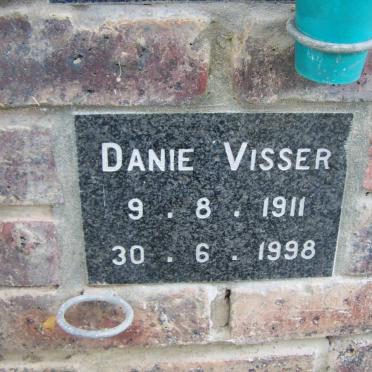 DANIE VISSER
9 . 8 . 1911
30 . 6 . 1998